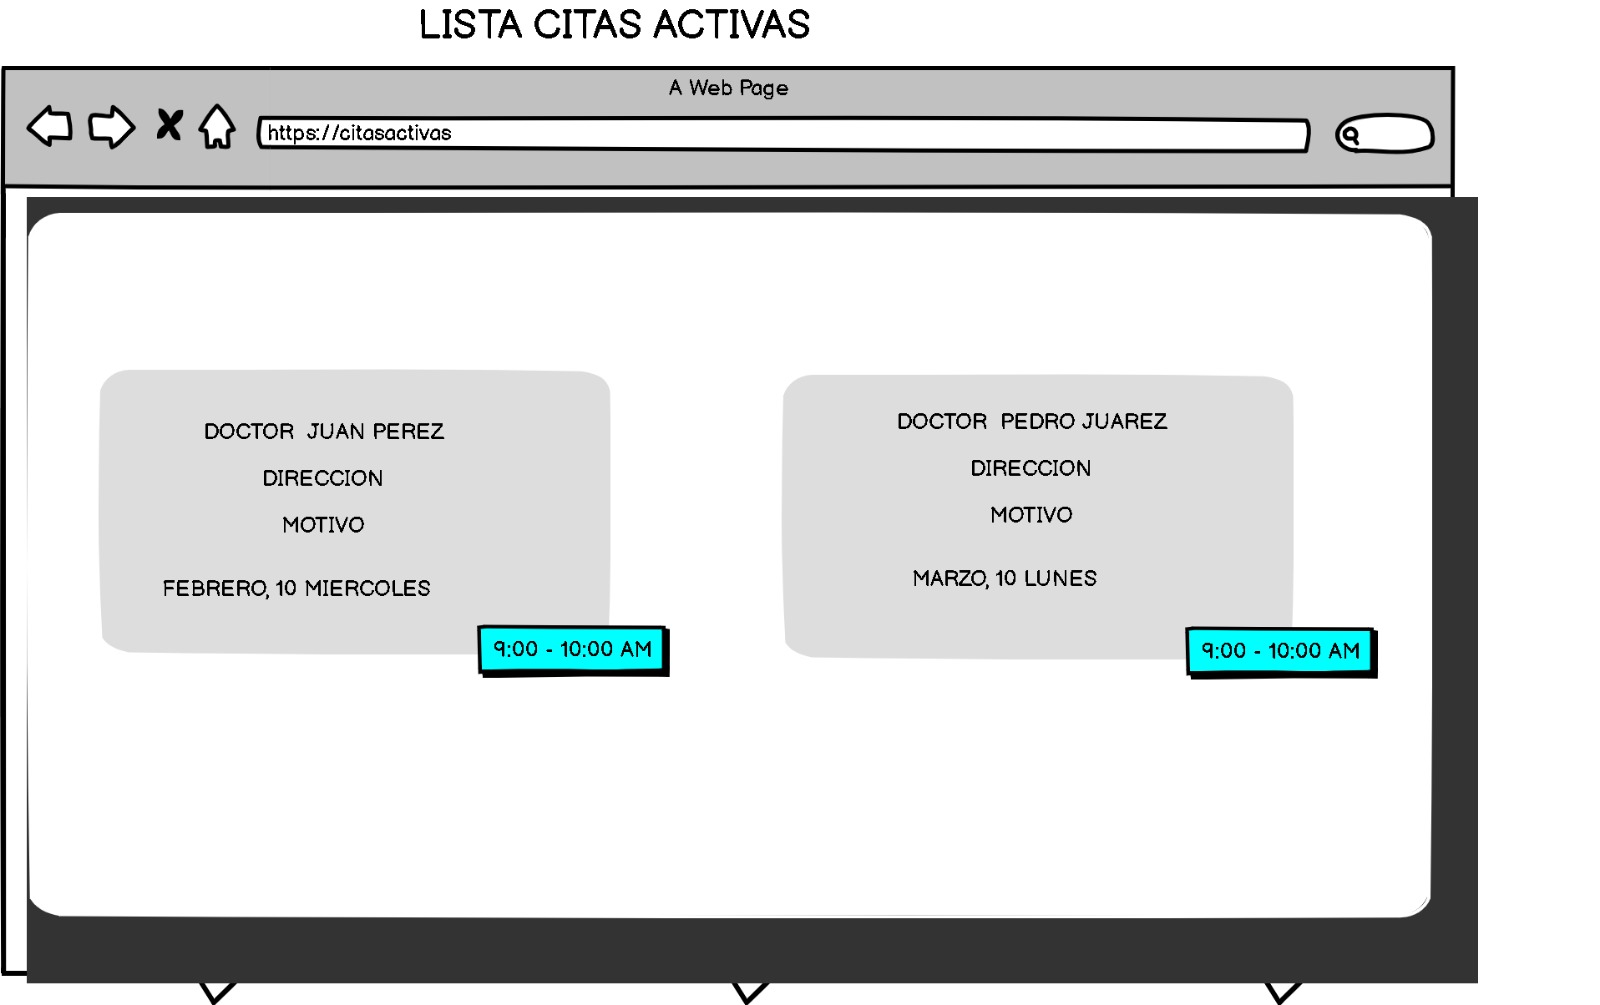 LISTA CITAS ACTIVAS
A Web Page
https://citasactivas
DOCTOR  JUAN PEREZ
DIRECCION
MOTIVO
FEBRERO, 10 MIERCOLES
9:00 - 10:00 AM
DOCTOR  PEDRO JUAREZ
DIRECCION
MOTIVO
MARZO, 10 LUNES
9:00 - 10:00 AM